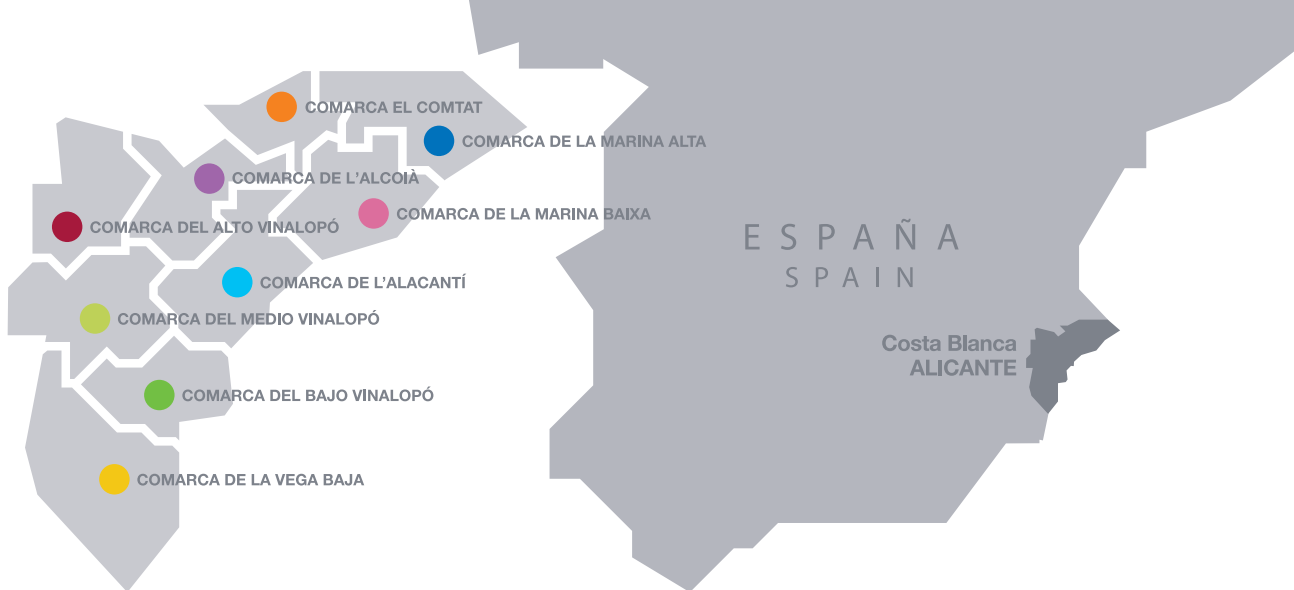 COMARCA EL COMTAT
COMARCA DE LA MARINA ALTA
COMARCA DE L’ALCOIÀ
COMARCA DE LA MARINA BAIXA
COMARCA DEL ALTO VINALOPÓ
COMARCA DE L’ALACANTÍ
COMARCA DEL MEDIO VINALOPÓ
COMARCA DEL BAJO VINALOPÓ
COMARCA DE LA VEGA BAJA
ESPAÑA
SPAIN
Costa Blanca
ALICANTE